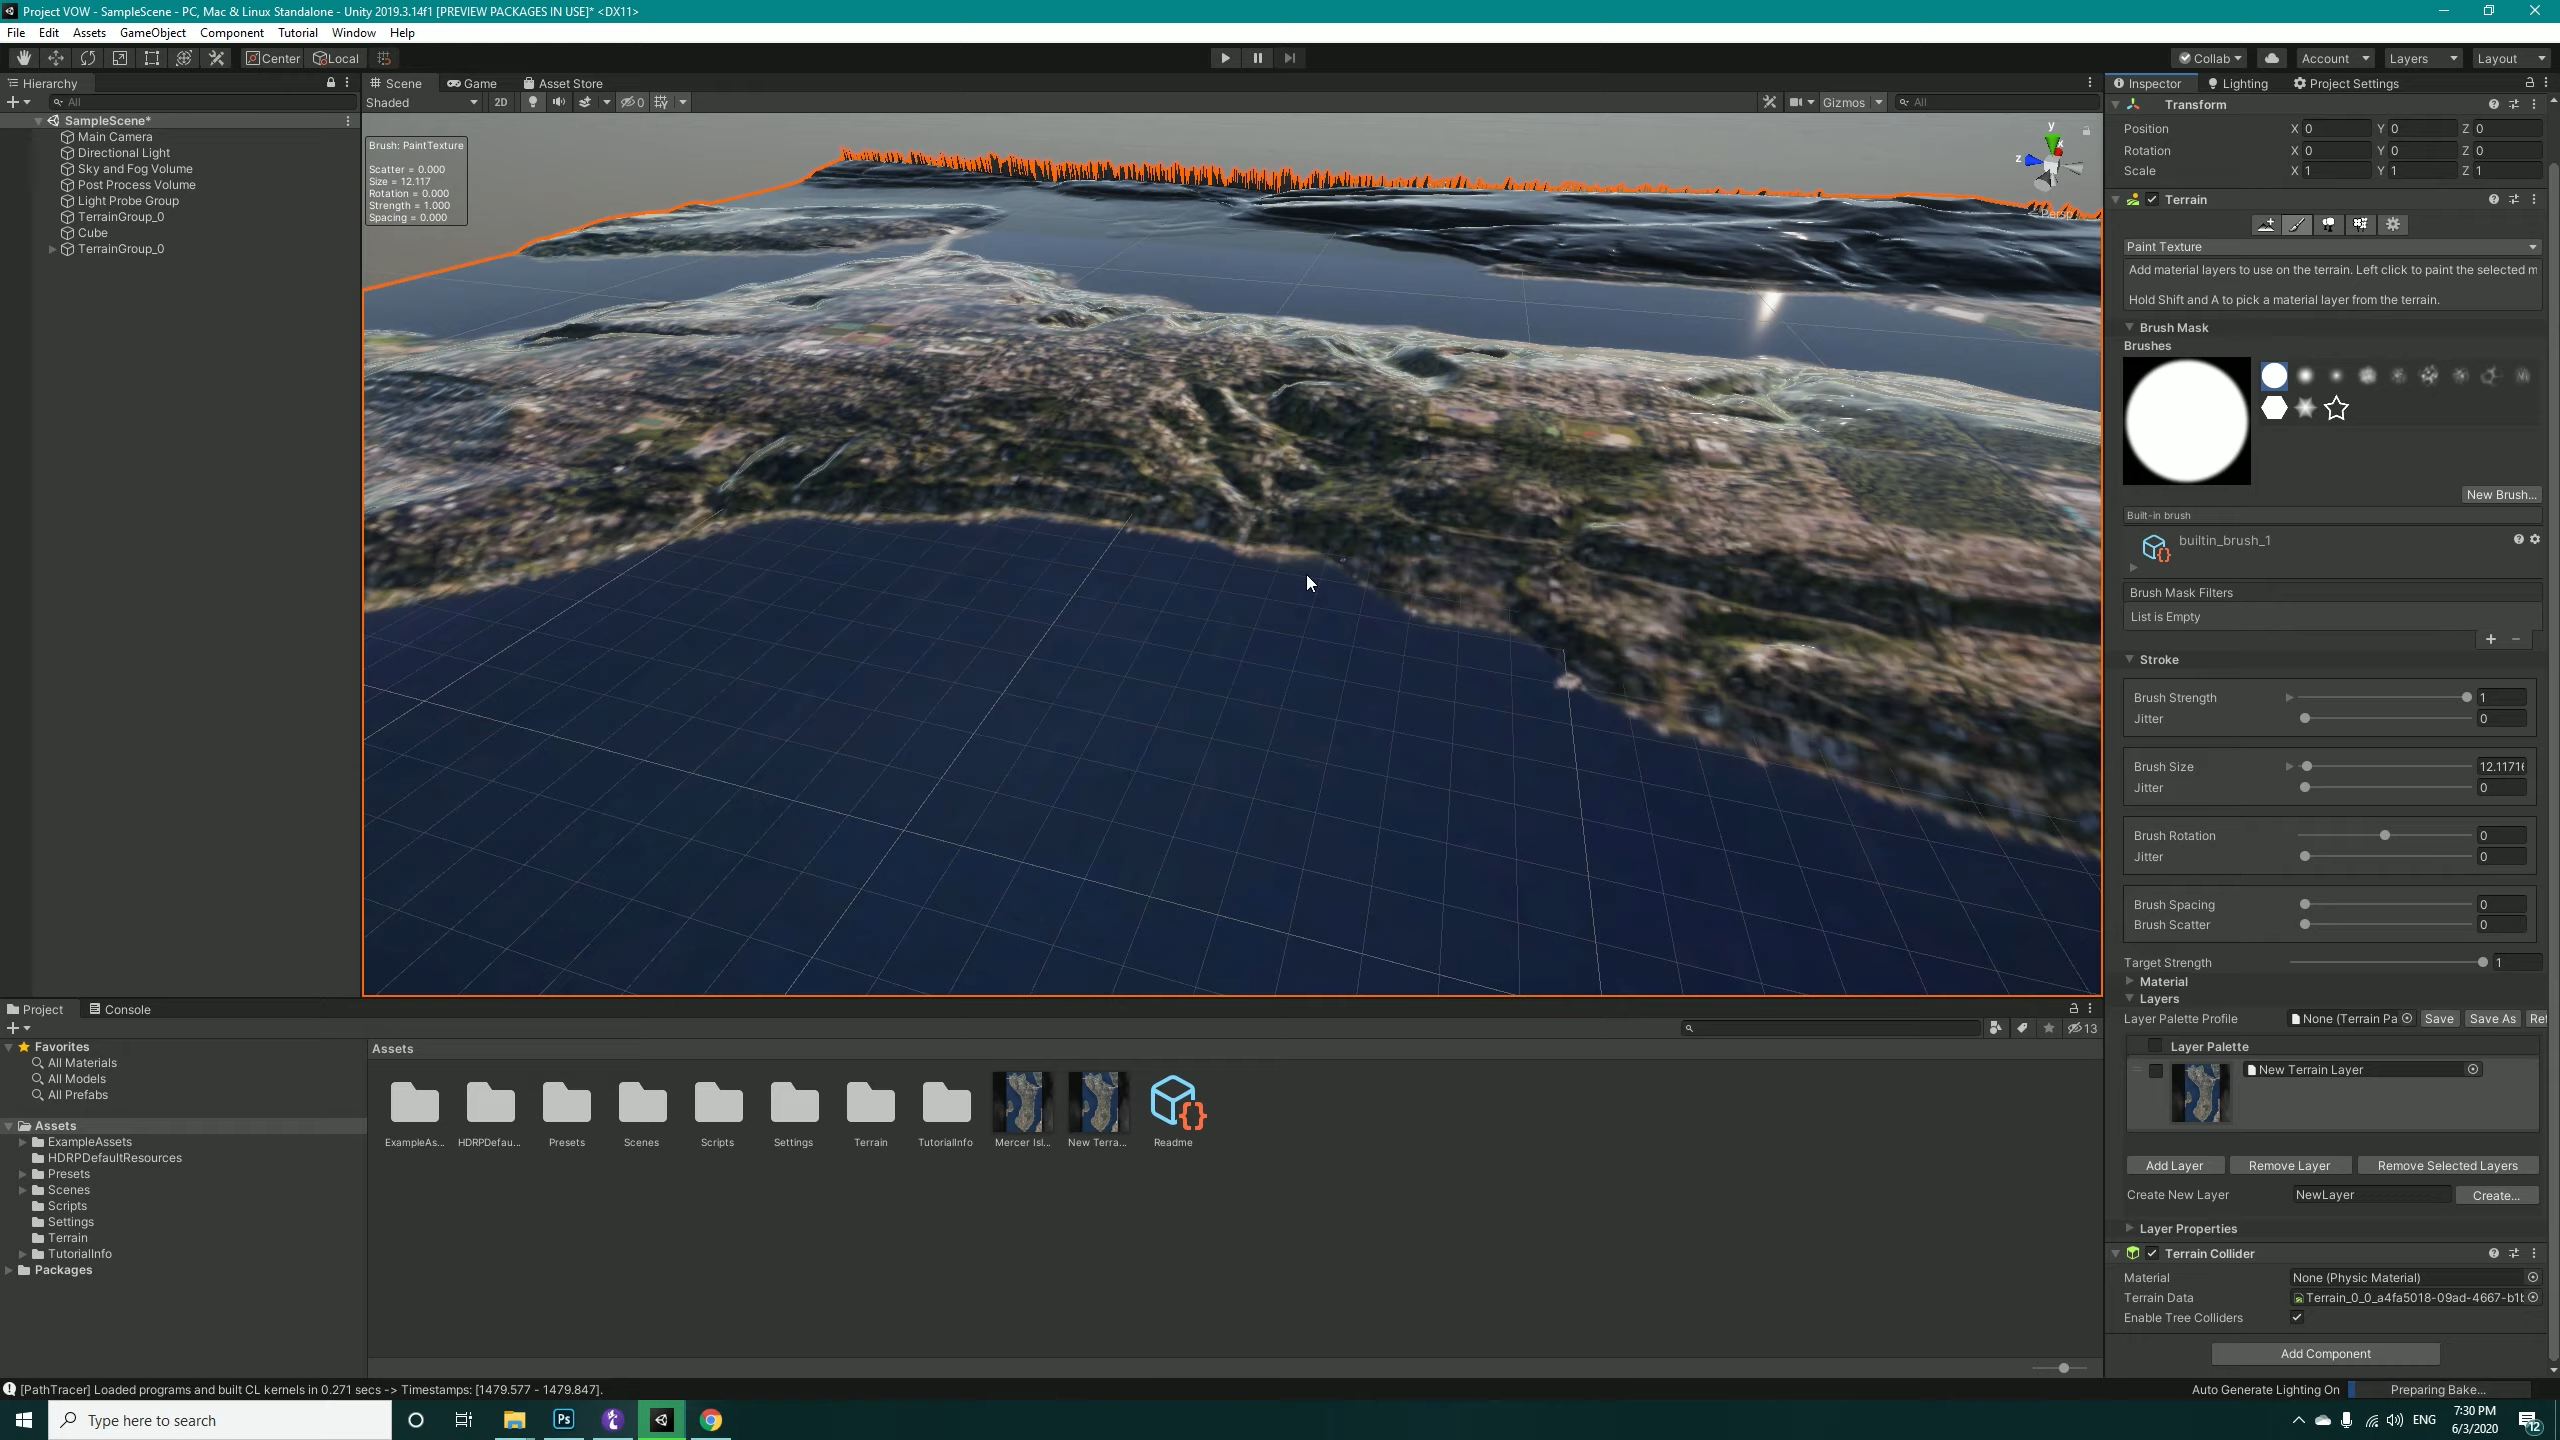 Project VOW - SampleScene - PC, Mac & Linux Standalone - Unity 2019.3.14f1 [PREVIEW PACKAGES IN USE]* <DX11>
File Edit Assets GameObject Component Tutorial Window Help
Center Local Collab Account Layers Layout
Hierarchy
All
SampleScene*
Main Camera
Directional Light
Sky and Fog Volume
Post Process Volume
Light Probe Group
TerrainGroup_0
Cube
TerrainGroup_0
Scene Game Asset Store
Shaded 2D 0 Gizmos All
Brush: PaintTexture
Scatter = 0.000
Size = 12.117
Rotation = 0.000
Strength = 1.000
Spacing = 0.000
y
x
z
Persp
Inspector Lighting Project Settings
Transform
Position X 0 Y 0 Z 0
Rotation X 0 Y 0 Z 0
Scale X 1 Y 1 Z 1
Terrain
Paint Texture
Add material layers to use on the terrain. Left click to paint the selected m
Hold Shift and A to pick a material layer from the terrain.
Brush Mask
Brushes
New Brush...
Built-in brush
builtin_brush_1
Brush Mask Filters
List is Empty
Stroke
Brush Strength 1
Jitter 0
Brush Size 12.11716
Jitter 0
Brush Rotation 0
Jitter 0
Brush Spacing 0
Brush Scatter 0
Target Strength 1
Material
Layers
Layer Palette Profile None (Terrain Pa Save Save As Ref
Layer Palette
New Terrain Layer
Add Layer Remove Layer Remove Selected Layers
Create New Layer NewLayer Create...
Layer Properties
Terrain Collider
Material None (Physic Material)
Terrain Data Terrain_0_0_a4fa5018-09ad-4667-b1b
Enable Tree Colliders
Add Component
Project Console
13
Favorites
All Materials
All Models
All Prefabs
Assets
ExampleAssets
HDRPDefaultResources
Presets
Scenes
Scripts
Settings
Terrain
TutorialInfo
Packages
Assets
ExampleAs... HDRPDefau... Presets Scenes Scripts Settings Terrain TutorialInfo Mercer Isl... New Terra... Readme
[PathTracer] Loaded programs and built CL kernels in 0.271 secs -> Timestamps: [1479.577 - 1479.847].
Auto Generate Lighting On Preparing Bake...
Type here to search
Ps
ENG
7:30 PM
6/3/2020
12